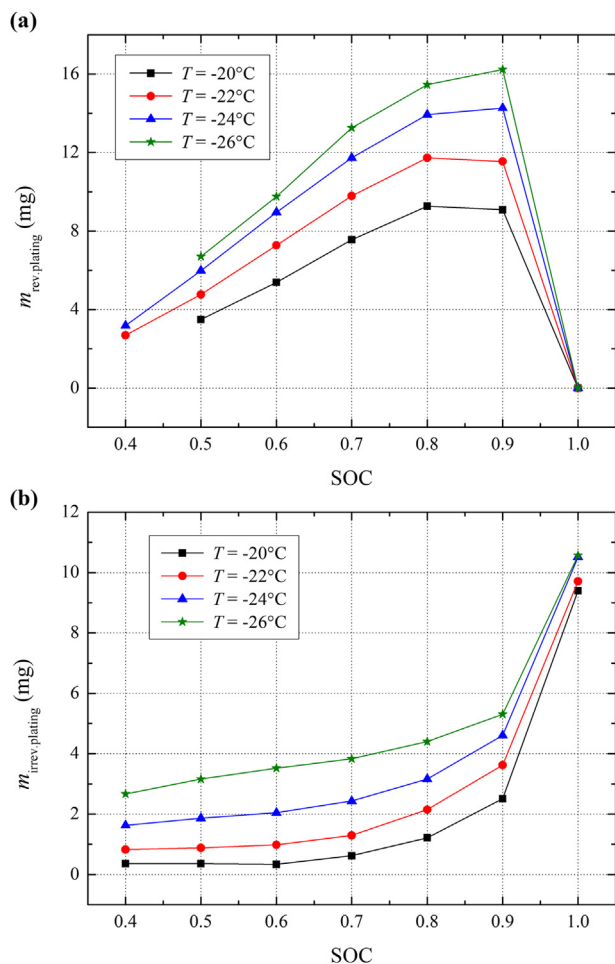 (a)
T = -20°C
T = -22°C
T = -24°C
T = -26°C
m_rev.plating (mg)
16
12
8
4
0
0.4 0.5 0.6 0.7 0.8 0.9 1.0
SOC
(b)
T = -20°C
T = -22°C
T = -24°C
T = -26°C
m_irrev.plating (mg)
12
10
8
6
4
2
0
0.4 0.5 0.6 0.7 0.8 0.9 1.0
SOC